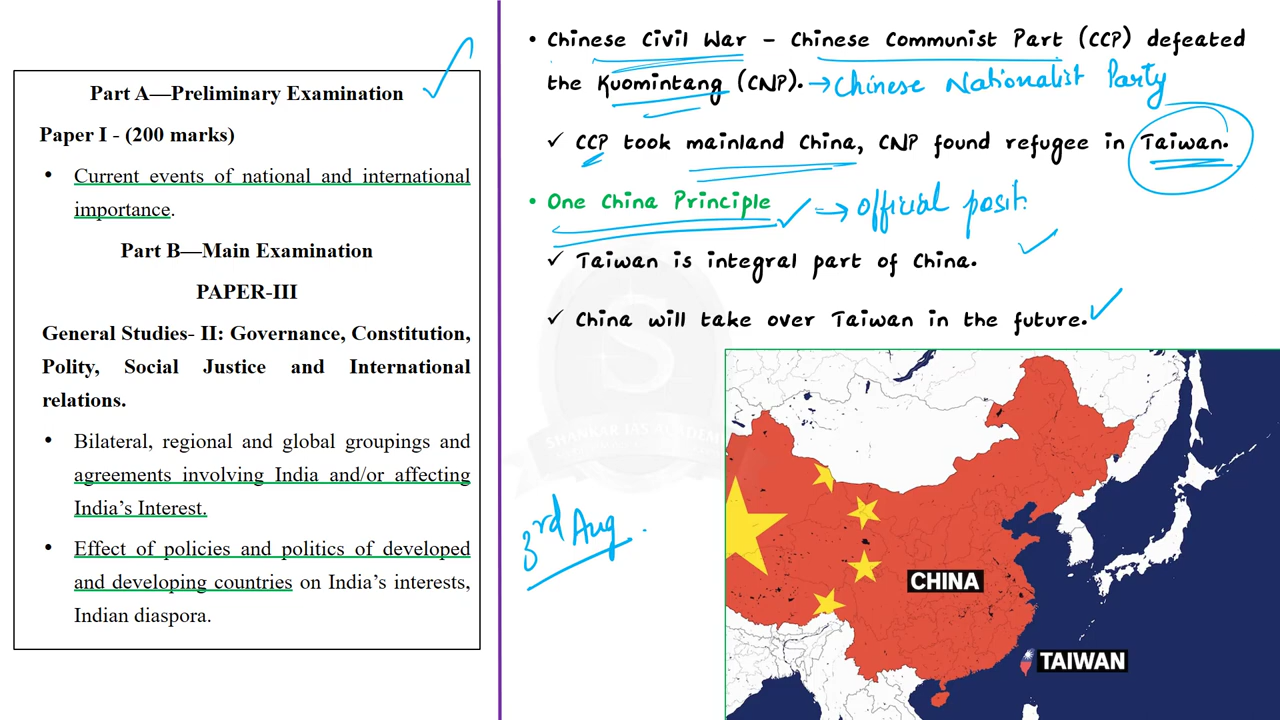 Part A—Preliminary Examination
Paper I - (200 marks)
• Current events of national and international
importance.
Part B—Main Examination
PAPER-III
General Studies- II: Governance, Constitution,
Polity, Social Justice and International
relations.
• Bilateral, regional and global groupings and
agreements involving India and/or affecting
India's Interest.
• Effect of policies and politics of developed
and developing countries on India's interests,
Indian diaspora.
• Chinese Civil War – Chinese Communist Part (CCP) defeated
the Kuomintang (CNP). → Chinese Nationalist Party
✓ CCP took mainland China, CNP found refugee in Taiwan.
• One China Principle → official posit
✓ Taiwan is integral part of China.
✓ China will take over Taiwan in the future.
SHANKAR IAS ACADEMY
3rd Aug
CHINA
TAIWAN